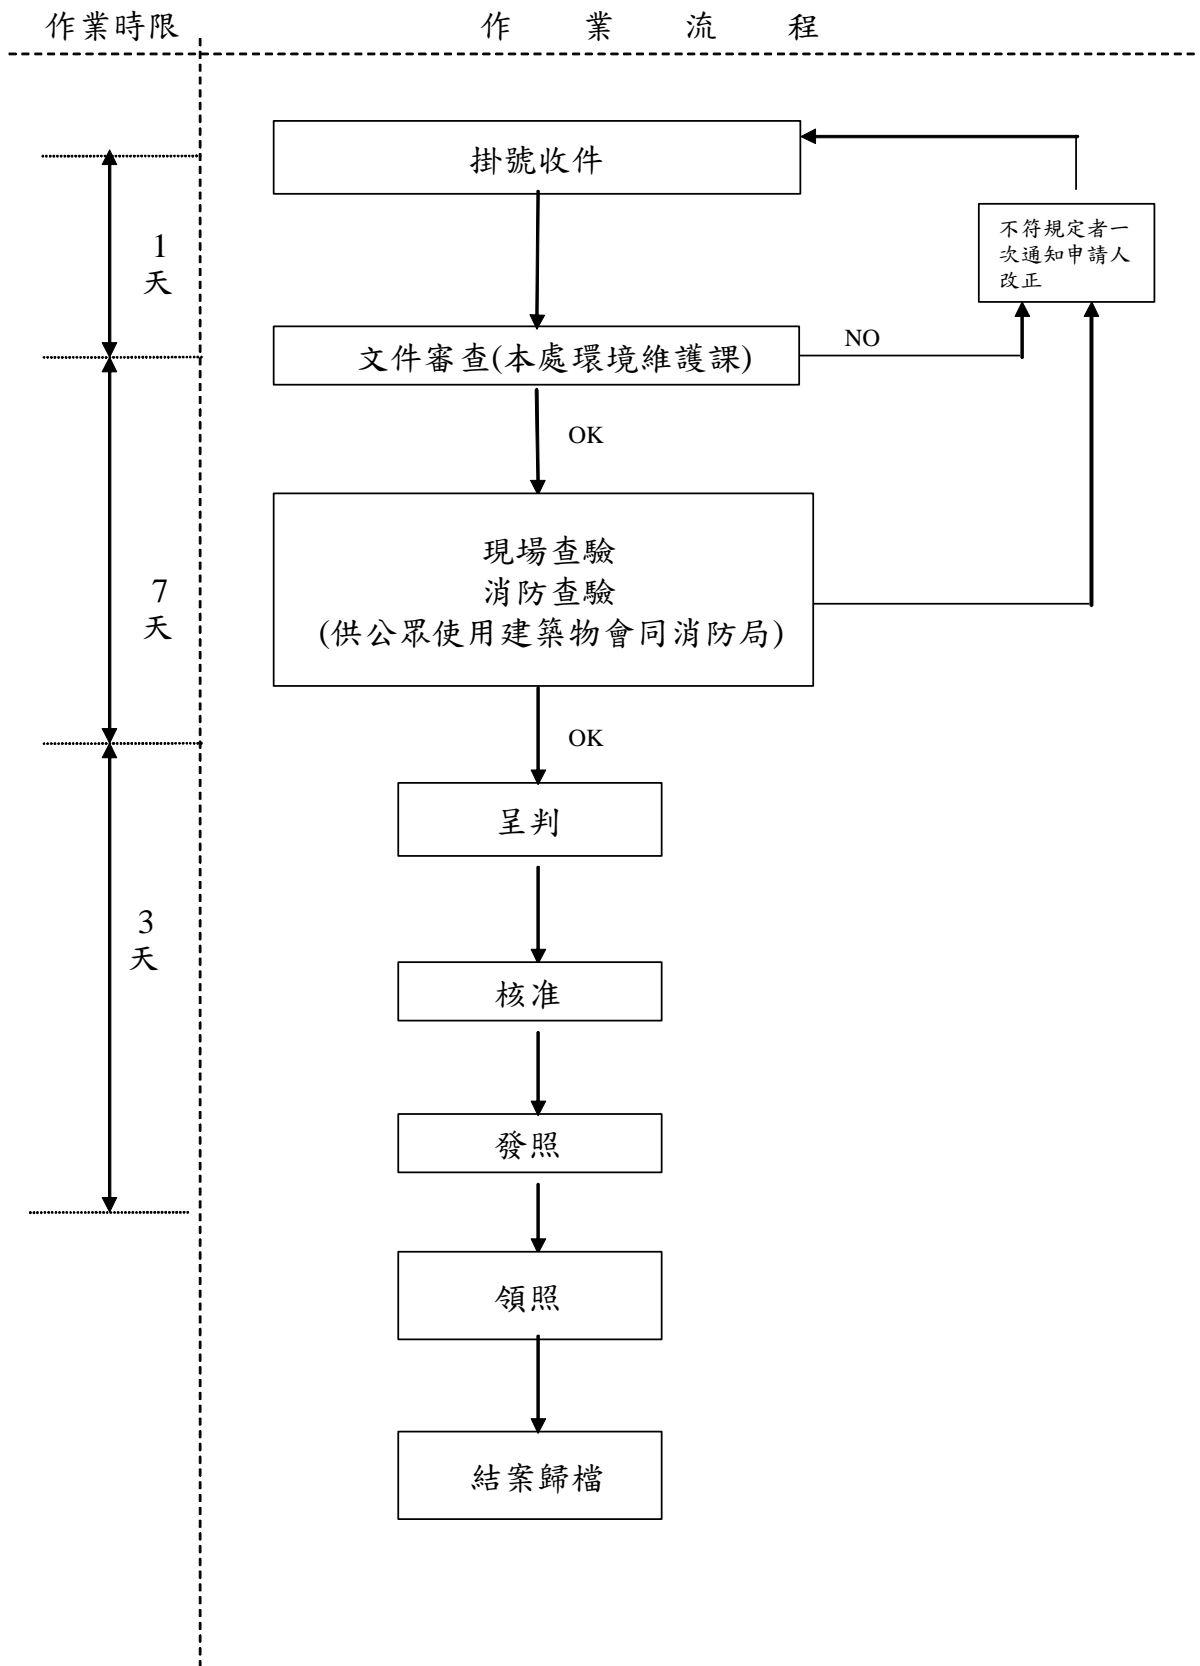 作業時限
作業流程
掛號收件
1
天
不符規定者一
次通知申請人
改正
文件審查(本處環境維護課)
NO
OK
現場查驗
消防查驗
(供公眾使用建築物會同消防局)
7
天
OK
呈判
3
天
核准
發照
領照
結案歸檔